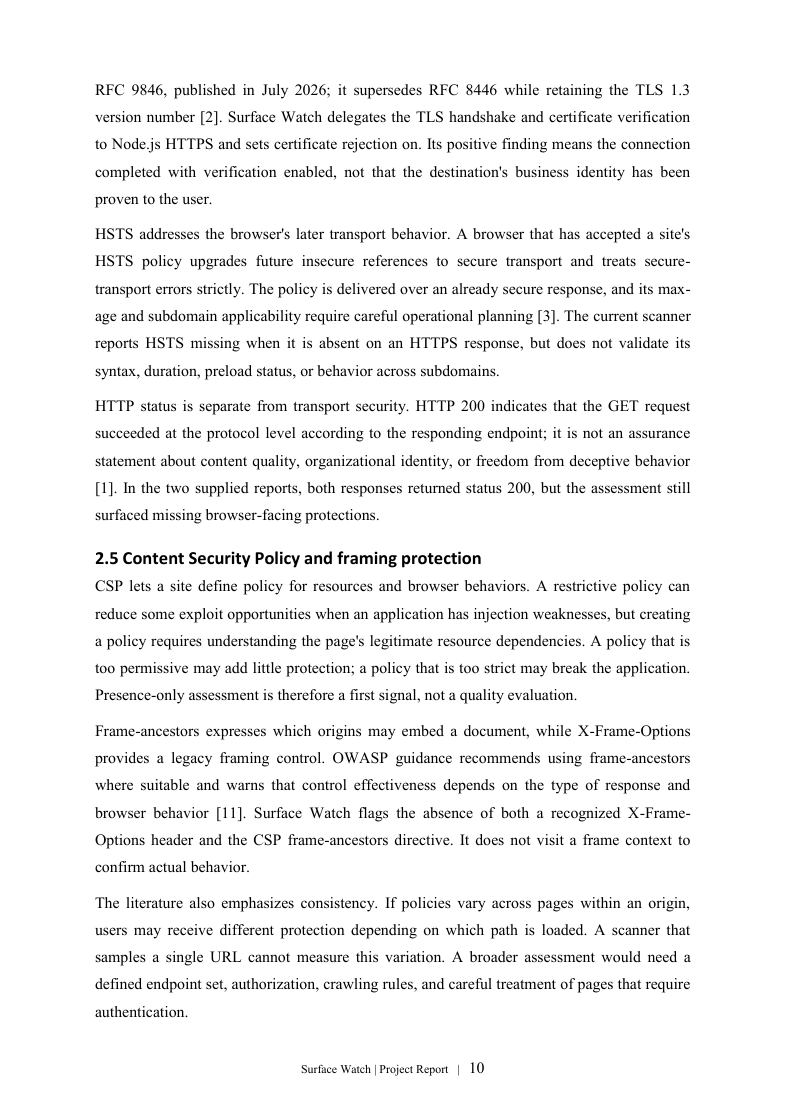 RFC 9846, published in July 2026; it supersedes RFC 8446 while retaining the TLS 1.3
version number [2]. Surface Watch delegates the TLS handshake and certificate verification
to Node.js HTTPS and sets certificate rejection on. Its positive finding means the connection
completed with verification enabled, not that the destination's business identity has been
proven to the user.
HSTS addresses the browser's later transport behavior. A browser that has accepted a site's
HSTS policy upgrades future insecure references to secure transport and treats secure-
transport errors strictly. The policy is delivered over an already secure response, and its max-
age and subdomain applicability require careful operational planning [3]. The current scanner
reports HSTS missing when it is absent on an HTTPS response, but does not validate its
syntax, duration, preload status, or behavior across subdomains.
HTTP status is separate from transport security. HTTP 200 indicates that the GET request
succeeded at the protocol level according to the responding endpoint; it is not an assurance
statement about content quality, organizational identity, or freedom from deceptive behavior
[1]. In the two supplied reports, both responses returned status 200, but the assessment still
surfaced missing browser-facing protections.
2.5 Content Security Policy and framing protection
CSP lets a site define policy for resources and browser behaviors. A restrictive policy can
reduce some exploit opportunities when an application has injection weaknesses, but creating
a policy requires understanding the page's legitimate resource dependencies. A policy that is
too permissive may add little protection; a policy that is too strict may break the application.
Presence-only assessment is therefore a first signal, not a quality evaluation.
Frame-ancestors expresses which origins may embed a document, while X-Frame-Options
provides a legacy framing control. OWASP guidance recommends using frame-ancestors
where suitable and warns that control effectiveness depends on the type of response and
browser behavior [11]. Surface Watch flags the absence of both a recognized X-Frame-
Options header and the CSP frame-ancestors directive. It does not visit a frame context to
confirm actual behavior.
The literature also emphasizes consistency. If policies vary across pages within an origin,
users may receive different protection depending on which path is loaded. A scanner that
samples a single URL cannot measure this variation. A broader assessment would need a
defined endpoint set, authorization, crawling rules, and careful treatment of pages that require
authentication.
Surface Watch | Project Report | 10